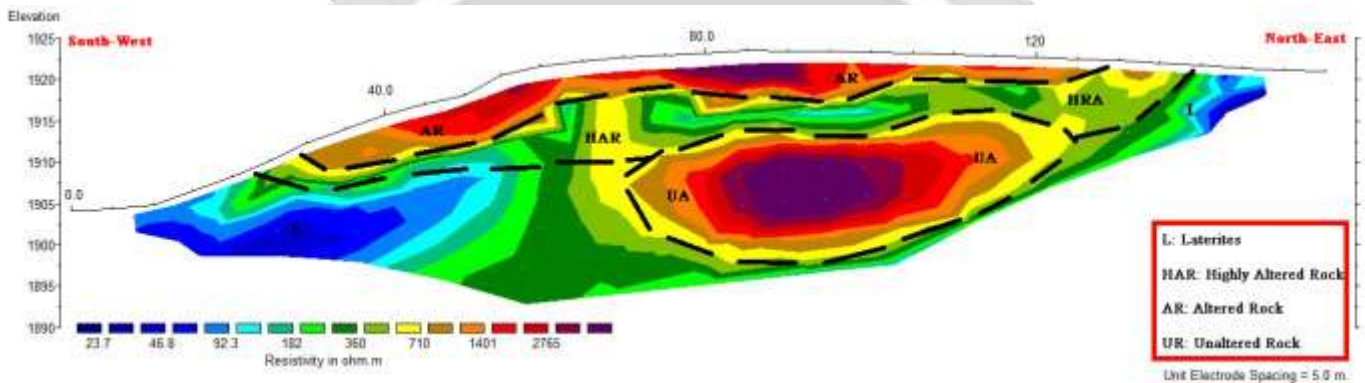 Elevation
1925
South-West
80.0
120
North-East
1920
40.0
AR
AR
HRA
L
1915
HAR
1910
UA
UA
0.0
1905
1900
1895
1890
L: Laterites
HAR: Highly Altered Rock
AR: Altered Rock
UR: Unaltered Rock
23.7 46.8 92.3 182 360 710 1401 2765
Resistivity in ohm.m
Unit Electrode Spacing = 5.0 m.